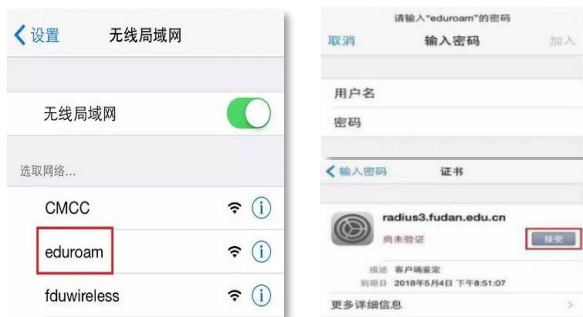 设置 无线局域网
无线局域网
选取网络...
CMCC
eduroam
fduwireless
请输入“eduroam”的密码
取消 输入密码 加入
用户名
密码
输入密码 证书
radius3.fudan.edu.cn
尚未验证 接受
描述 客户端鉴定
到期日 2018年5月4日 下午8:51:07
更多详细信息